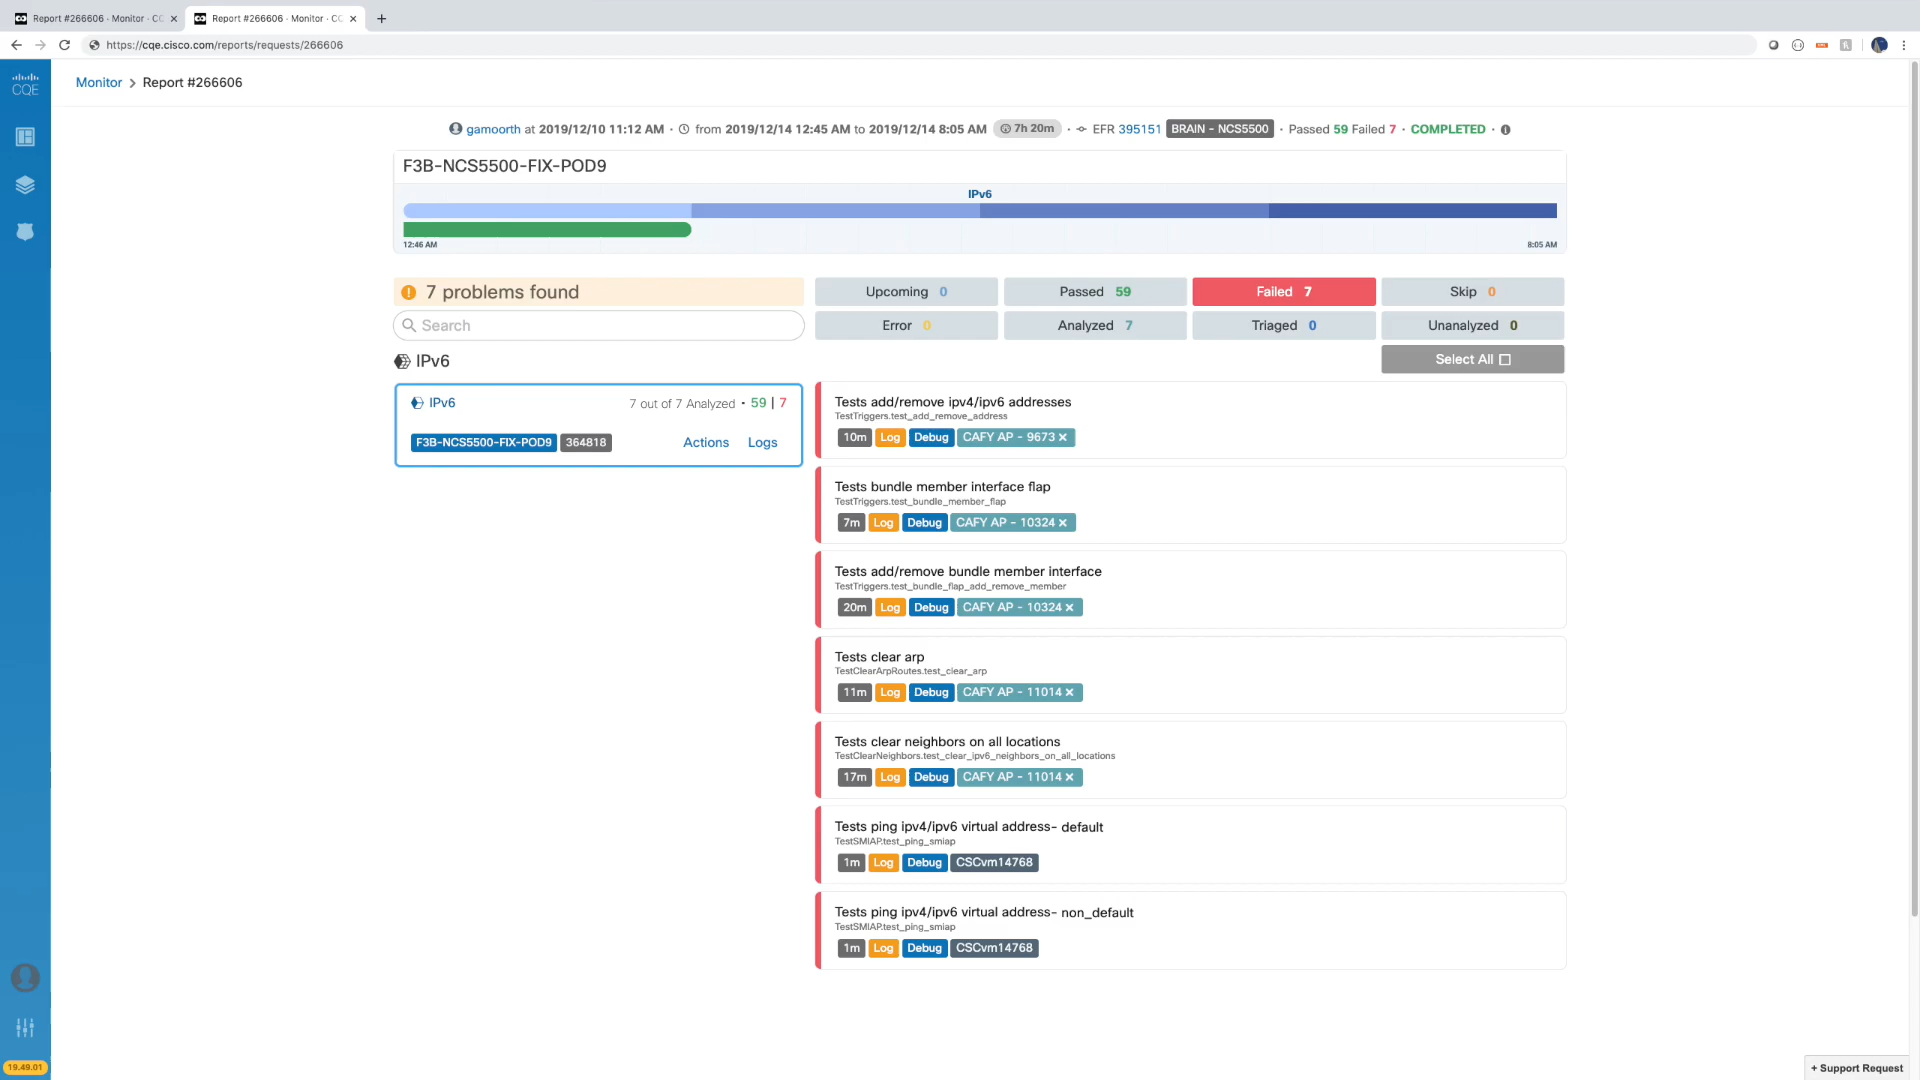 Report #266606 - Monitor - CC
Report #266606 - Monitor - CC
https://cqe.cisco.com/reports/requests/266606
CQE
Monitor > Report #266606
gamoorth at 2019/12/10 11:12 AM · from 2019/12/14 12:45 AM to 2019/12/14 8:05 AM 7h 20m · EFR 395151 BRAIN - NCS5500 · Passed 59 Failed 7 · COMPLETED ·
F3B-NCS5500-FIX-POD9
IPv6
12:46 AM 8:05 AM
7 problems found
Upcoming 0 Passed 59 Failed 7 Skip 0
Search
Error 0 Analyzed 7 Triaged 0 Unanalyzed 0
IPv6
Select All
IPv6 7 out of 7 Analyzed · 59 | 7
F3B-NCS5500-FIX-POD9 364818 Actions Logs
Tests add/remove ipv4/ipv6 addresses
TestTriggers.test_add_remove_address
10m Log Debug CAFY AP - 9673 ×
Tests bundle member interface flap
TestTriggers.test_bundle_member_flap
7m Log Debug CAFY AP - 10324 ×
Tests add/remove bundle member interface
TestTriggers.test_bundle_flap_add_remove_member
20m Log Debug CAFY AP - 10324 ×
Tests clear arp
TestClearArpRoutes.test_clear_arp
11m Log Debug CAFY AP - 11014 ×
Tests clear neighbors on all locations
TestClearNeighbors.test_clear_ipv6_neighbors_on_all_locations
17m Log Debug CAFY AP - 11014 ×
Tests ping ipv4/ipv6 virtual address- default
TestSMIAP.test_ping_smiap
1m Log Debug CSCvm14768
Tests ping ipv4/ipv6 virtual address- non_default
TestSMIAP.test_ping_smiap
1m Log Debug CSCvm14768
19.49.01
+ Support Request